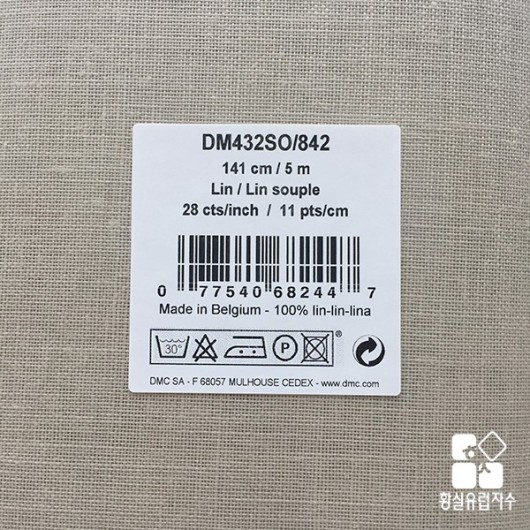 DM432SO/842
141 cm / 5 m
Lin / Lin souple
28 cts/inch / 11 pts/cm
0 77540 68244 7
Made in Belgium - 100% lin-lin-lina
30° P ®
DMC SA - F 68057 MULHOUSE CEDEX - www.dmc.com
황실유럽자수